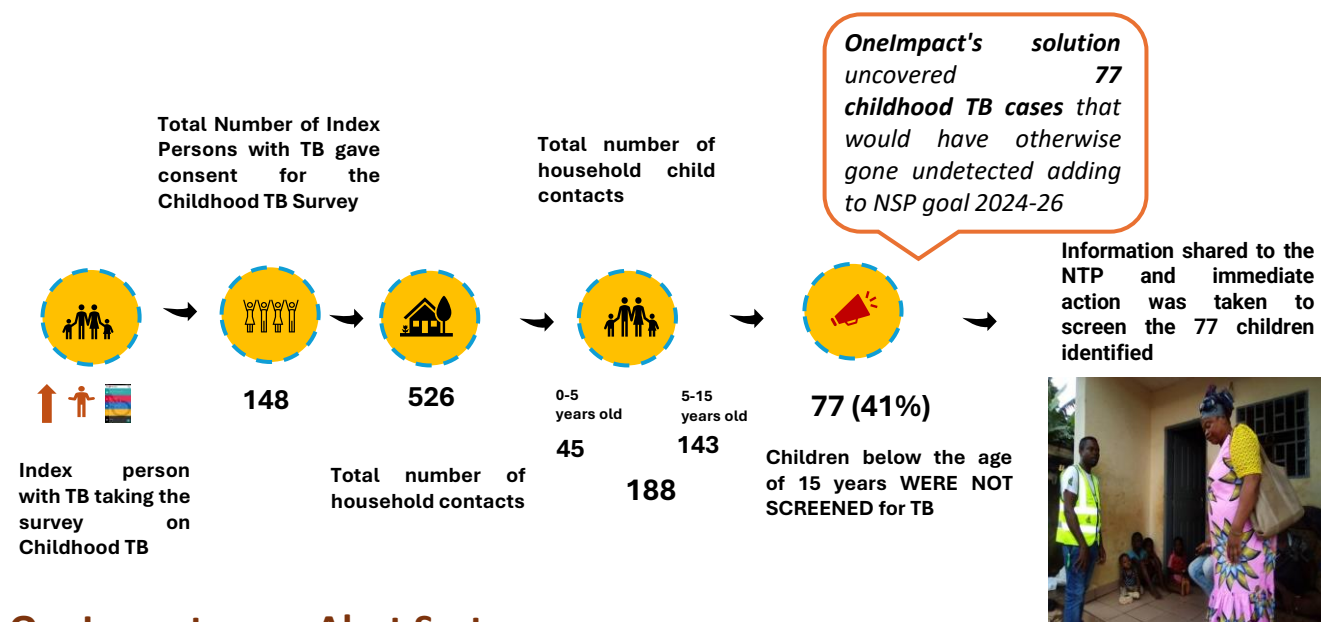 OneImpact's solution
uncovered 77
childhood TB cases that
would have otherwise
gone undetected adding
to NSP goal 2024-26
Total Number of Index
Persons with TB gave
consent for the
Childhood TB Survey
Total number of
household child
contacts
Information shared to the
NTP and immediate
action was taken to
screen the 77 children
identified
148
526
0-5
years old
45
5-15
years old
143
188
77 (41%)
Index person
with TB taking the
survey on
Childhood TB
Total number of
household contacts
Children below the age
of 15 years WERE NOT
SCREENED for TB